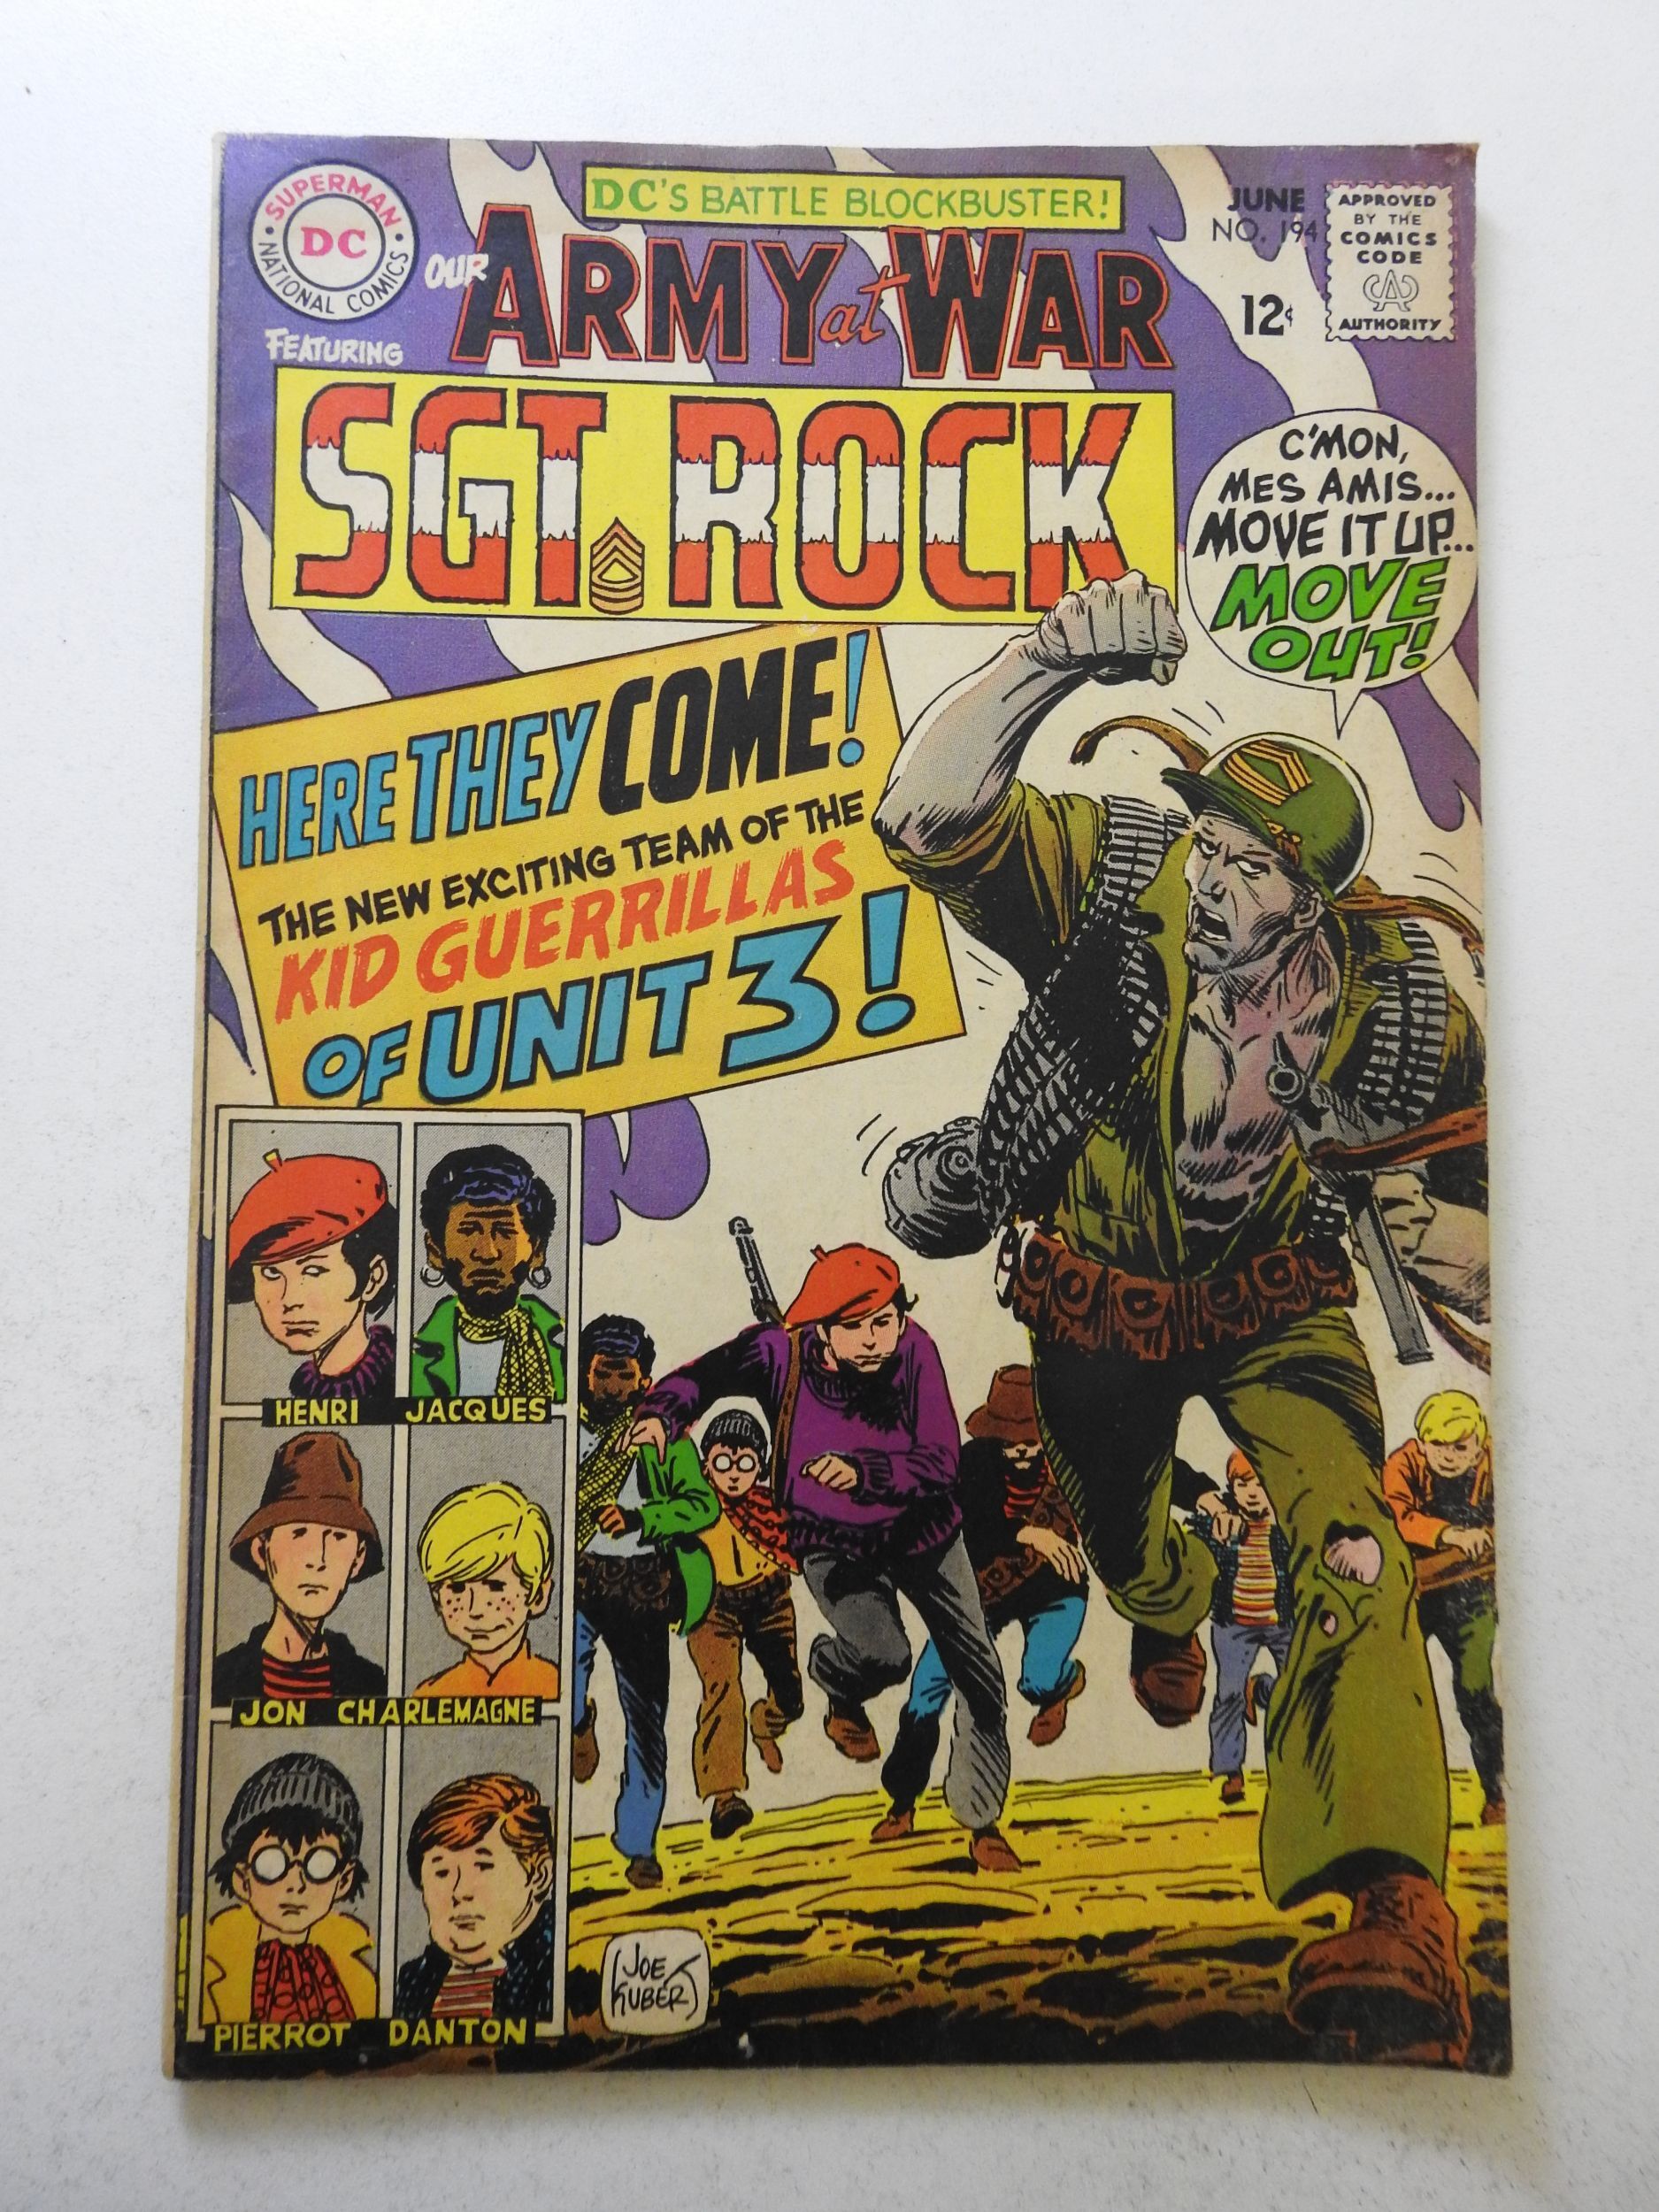 SUPERMAN
DC
NATIONAL COMICS
DC'S BATTLE BLOCKBUSTER!
JUNE
NO. 194
12¢
APPROVED
BY THE
COMICS
CODE
CA
AUTHORITY
OUR ARMY at WAR
FEATURING
SGT. ROCK
C'MON,
MES AMIS...
MOVE IT UP...
MOVE
OUT!
HERE THEY COME!
THE NEW EXCITING TEAM OF THE
KID GUERRILLAS
OF UNIT 3!
HENRI JACQUES
JON CHARLEMAGNE
PIERROT DANTON
JOE
KUBERT